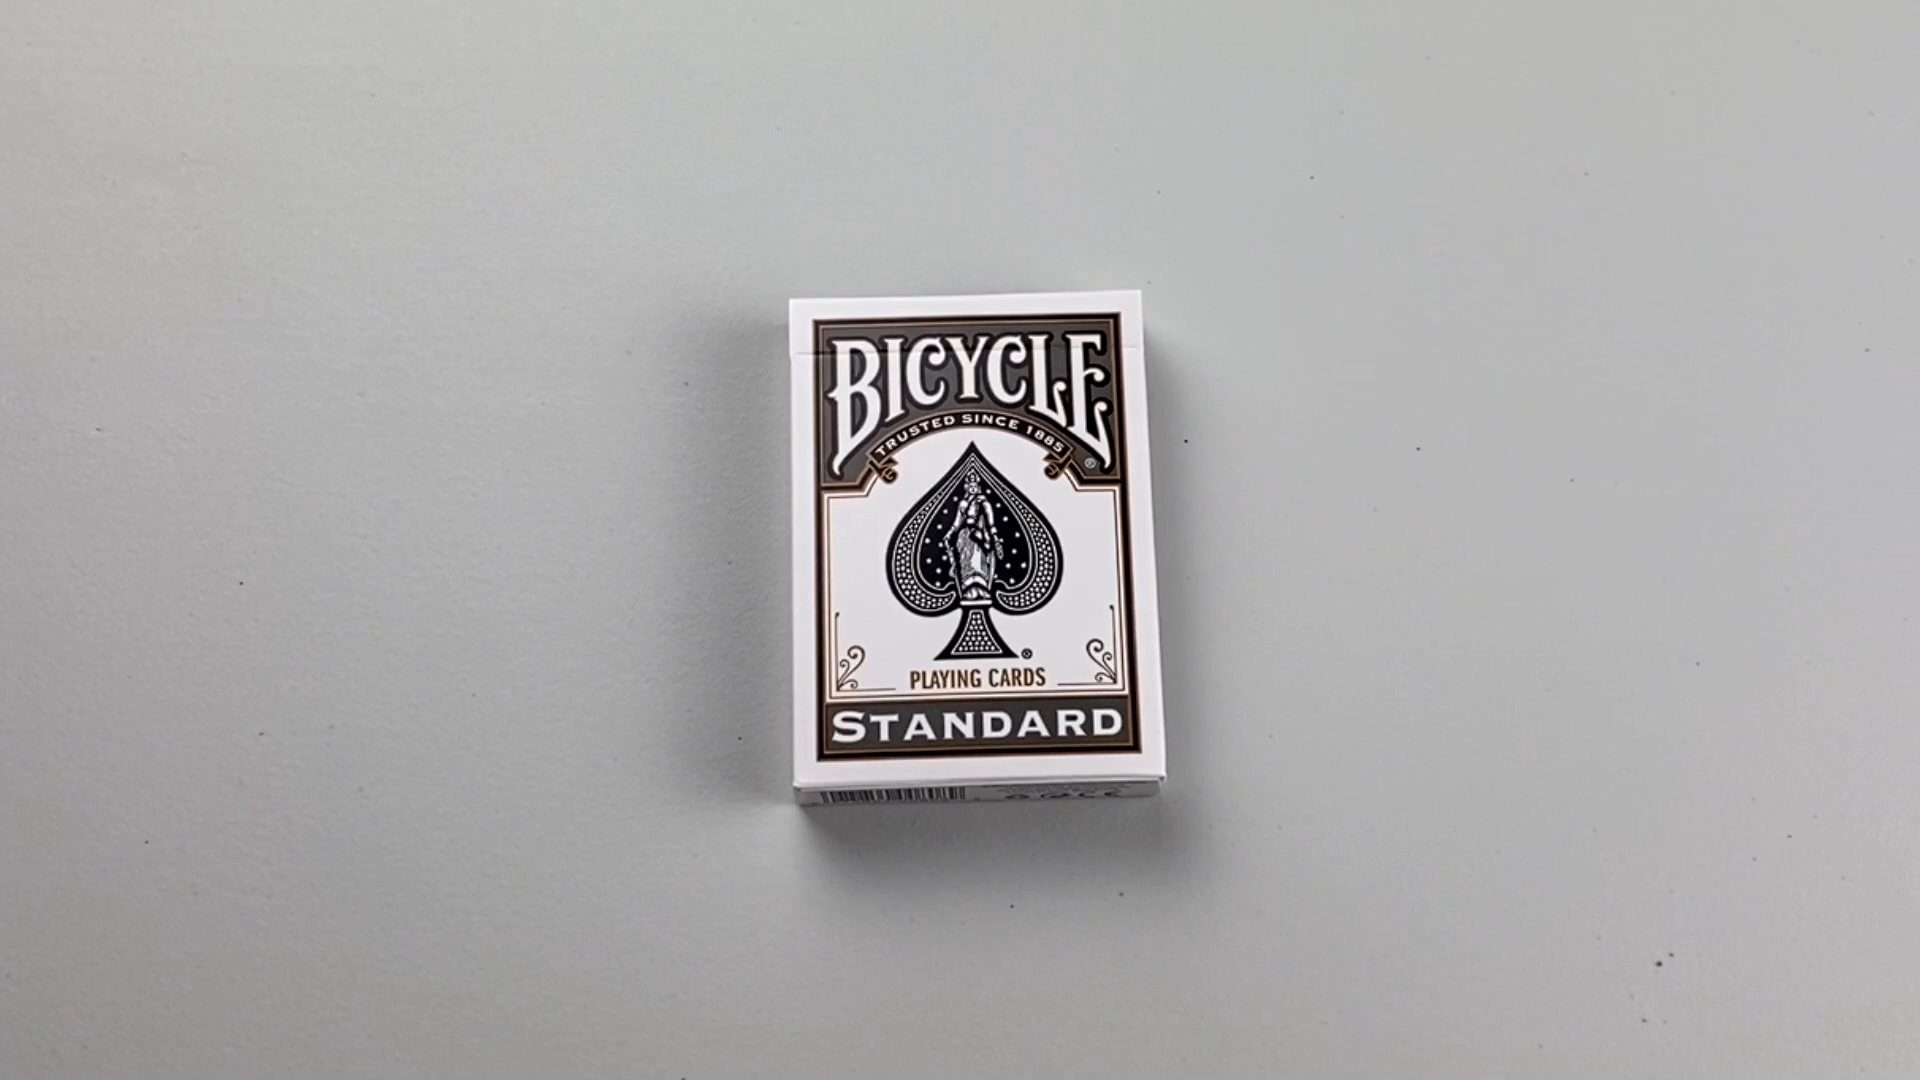 BICYCLE
®
TRUSTED SINCE 1885
®
PLAYING CARDS
STANDARD